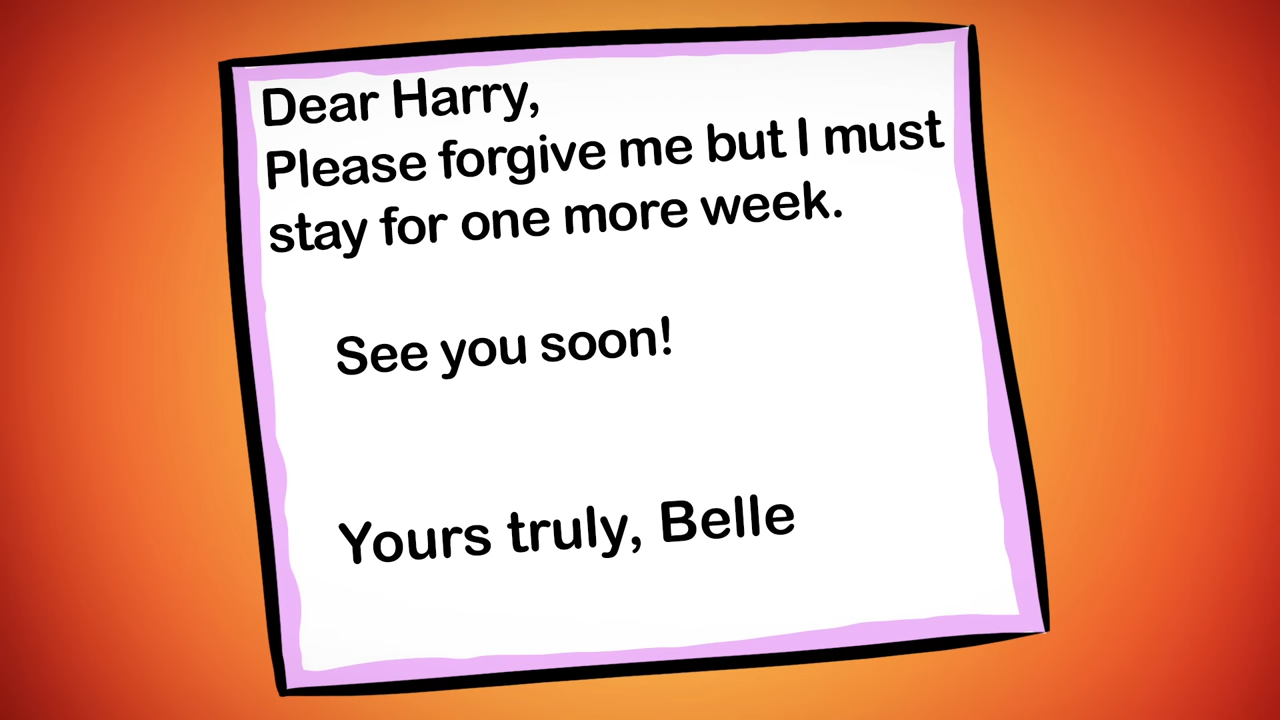 Dear Harry,
Please forgive me but I must
stay for one more week.
See you soon!
Yours truly, Belle